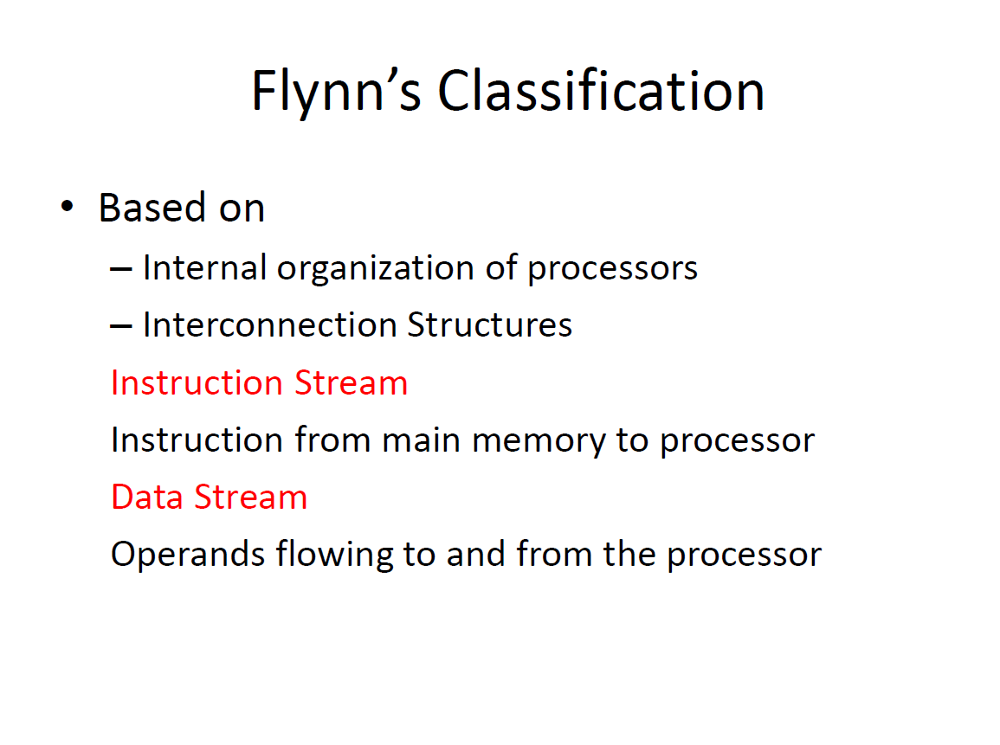 Flynn’s Classification
• Based on
– Internal organization of processors
– Interconnection Structures
Instruction Stream
Instruction from main memory to processor
Data Stream
Operands flowing to and from the processor